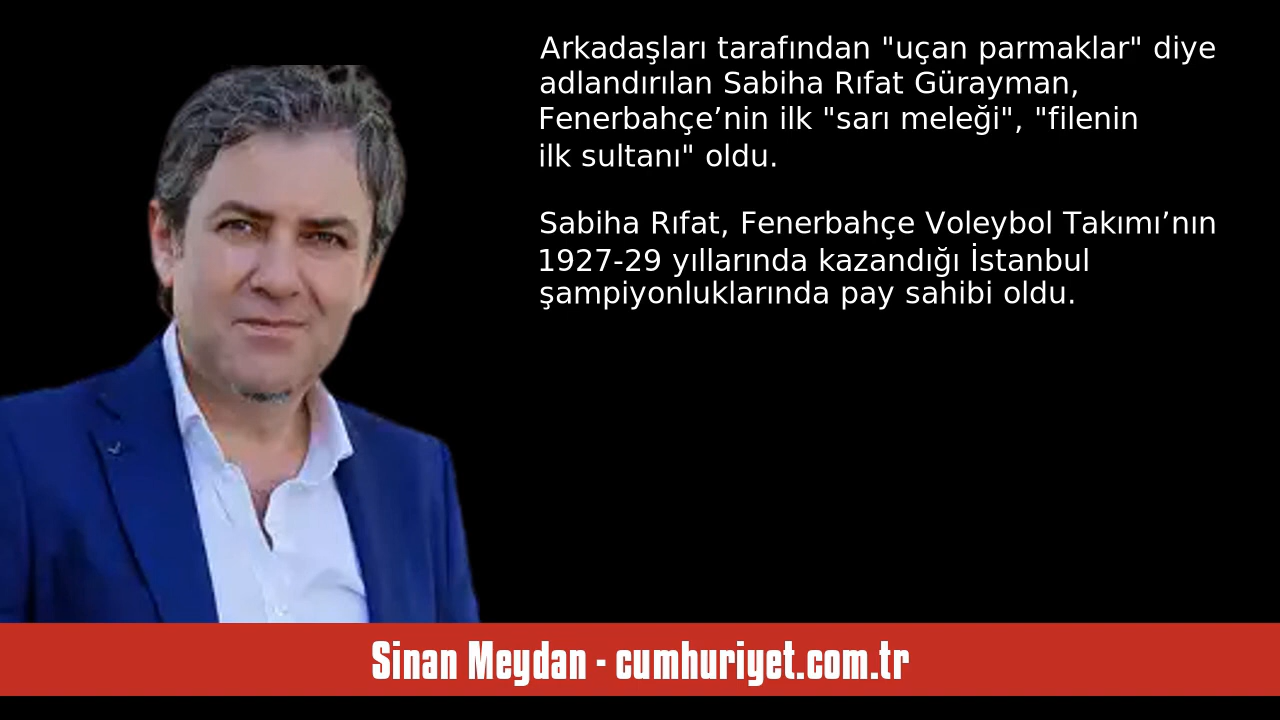 Arkadaşları tarafından "uçan parmaklar" diye
adlandırılan Sabiha Rıfat Gürayman,
Fenerbahçe’nin ilk "sarı meleği", "filenin
ilk sultanı" oldu.
Sabiha Rıfat, Fenerbahçe Voleybol Takımı’nın
1927-29 yıllarında kazandığı İstanbul
şampiyonluklarında pay sahibi oldu.
Sinan Meydan - cumhuriyet.com.tr